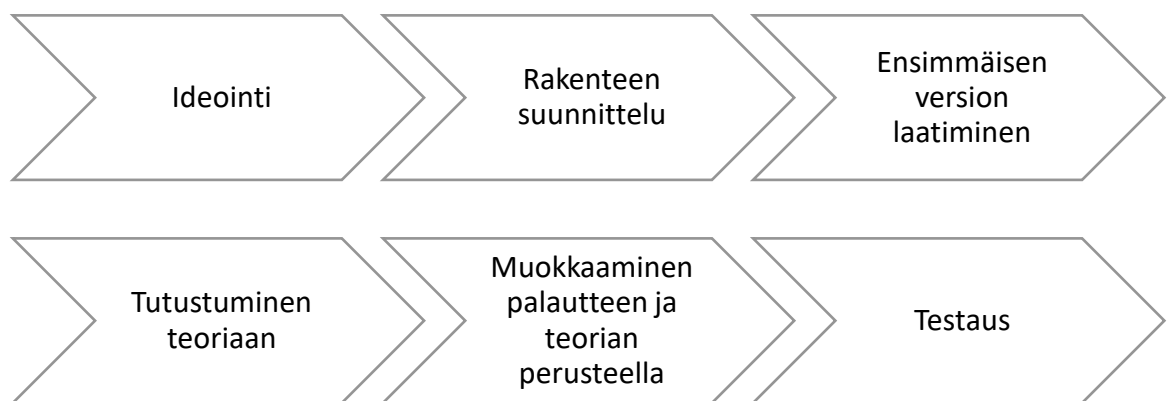 Ideointi
Rakenteen
suunnittelu
Ensimmäisen
version
laatiminen
Tutustuminen
teoriaan
Muokkaaminen
palautteen ja
teorian
perusteella
Testaus